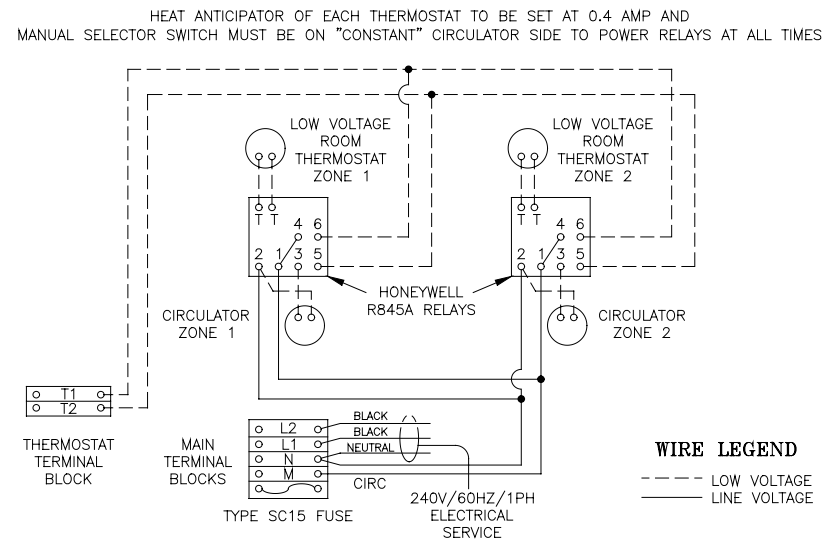 HEAT ANTICIPATOR OF EACH THERMOSTAT TO BE SET AT 0.4 AMP AND
MANUAL SELECTOR SWITCH MUST BE ON "CONSTANT" CIRCULATOR SIDE TO POWER RELAYS AT ALL TIMES
LOW VOLTAGE
ROOM
THERMOSTAT
ZONE 1
LOW VOLTAGE
ROOM
THERMOSTAT
ZONE 2
T T
4 6
2 1 3 5
T T
4 6
2 1 3 5
HONEYWELL
R845A RELAYS
CIRCULATOR
ZONE 1
CIRCULATOR
ZONE 2
T1
T2
THERMOSTAT
TERMINAL
BLOCK
MAIN
TERMINAL
BLOCKS
L2
L1
N
M
BLACK
BLACK
NEUTRAL
CIRC
TYPE SC15 FUSE
240V/60HZ/1PH
ELECTRICAL
SERVICE
WIRE LEGEND
LOW VOLTAGE
LINE VOLTAGE